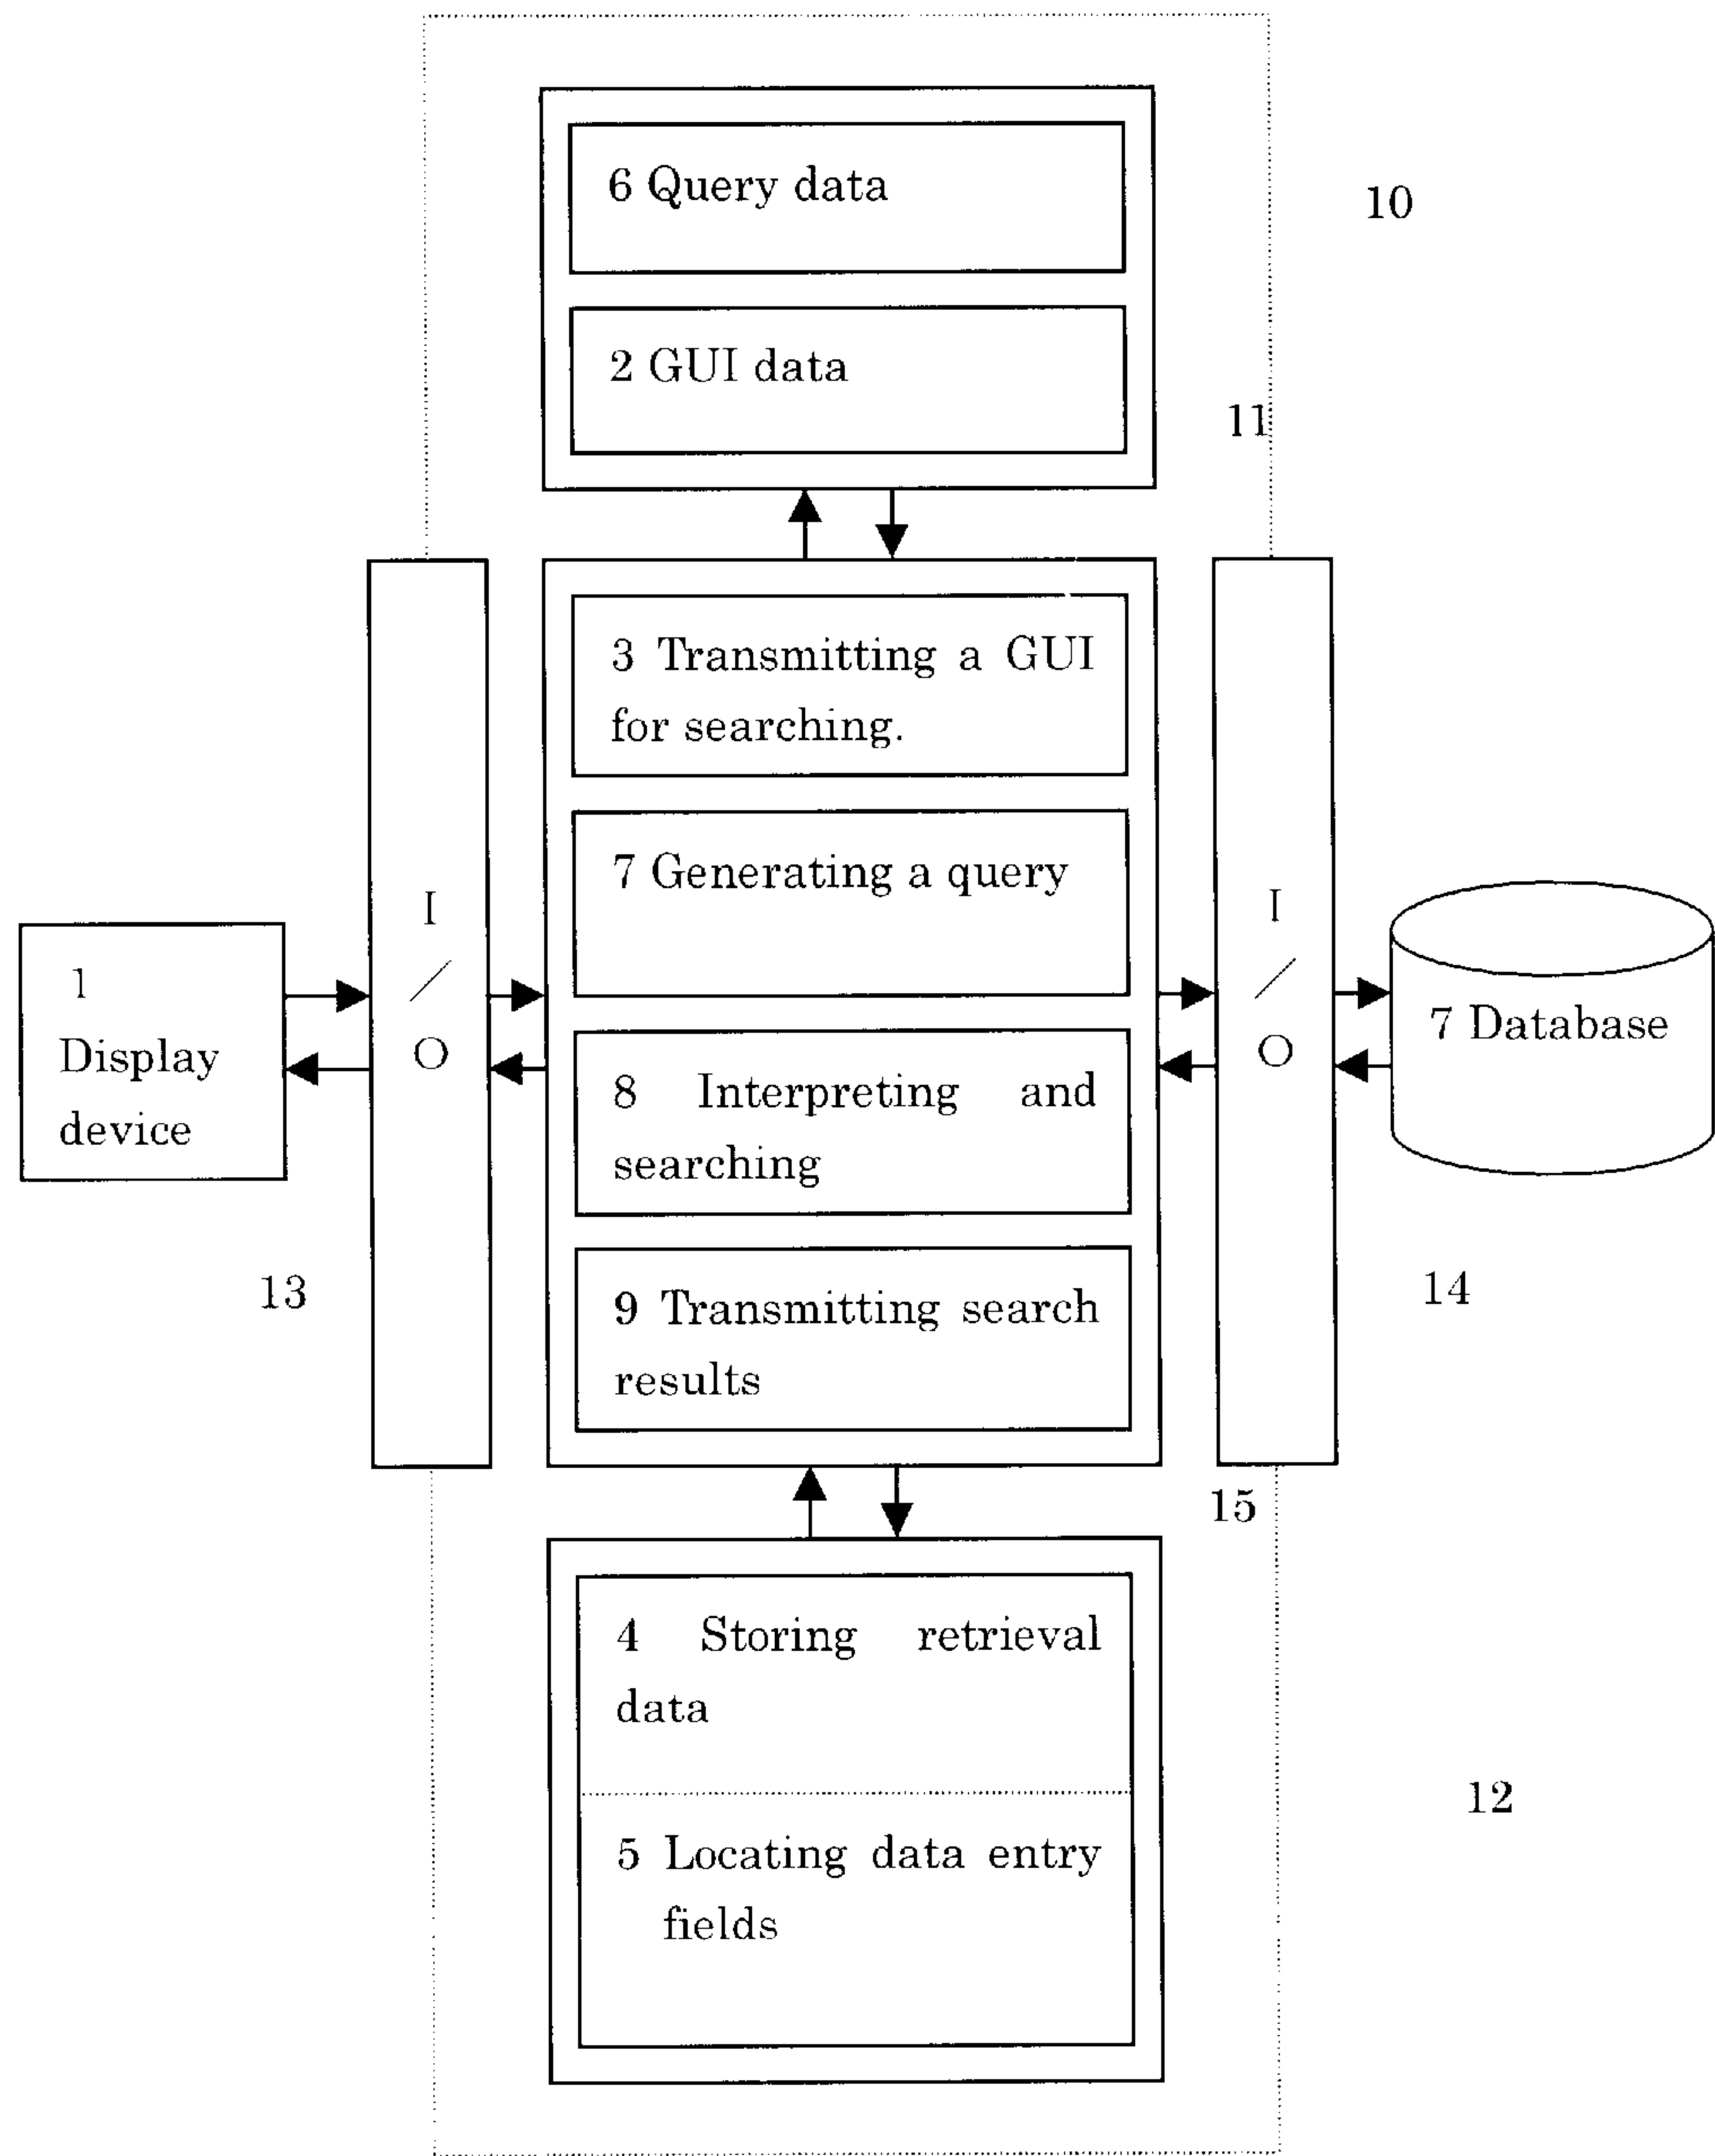 6 Query data
10
2 GUI data
11
3 Transmitting a GUI
for searching.
7 Generating a query
I
/
O
I
/
O
1
Display
device
7 Database
8 Interpreting and
searching
13
14
9 Transmitting search
results
15
4 Storing retrieval
data
12
5 Locating data entry
fields